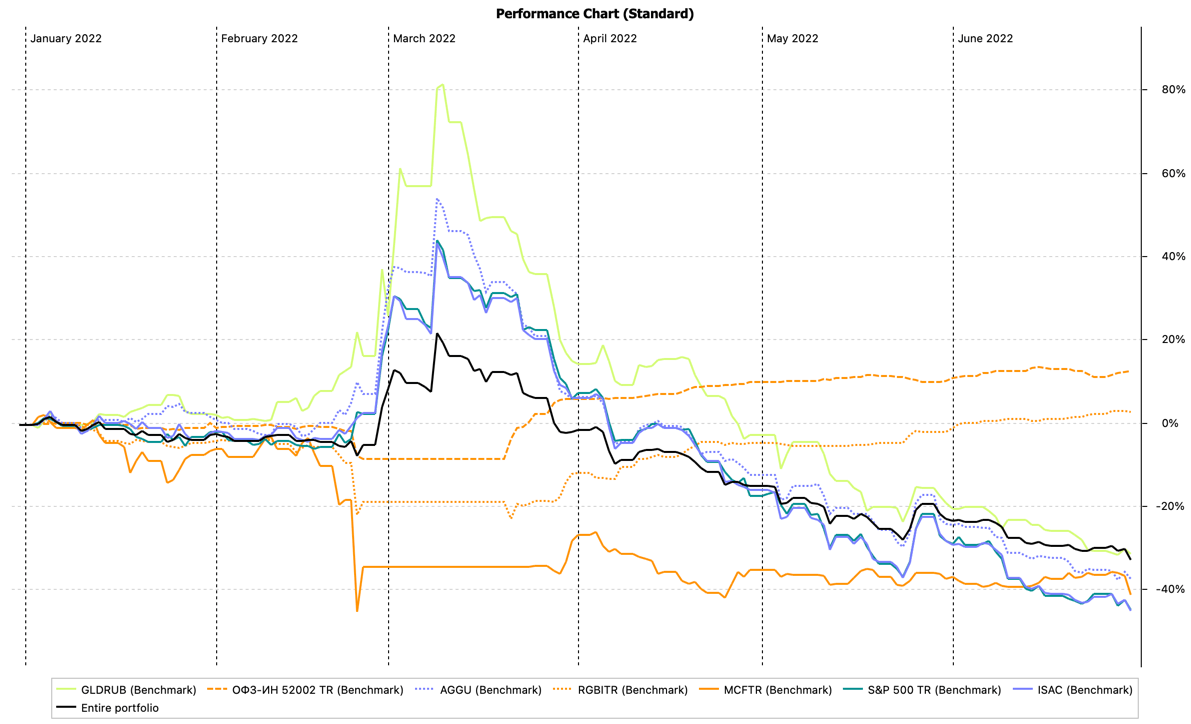 Performance Chart (Standard)
January 2022 February 2022 March 2022 April 2022 May 2022 June 2022
80%
60%
40%
20%
0%
-20%
-40%
GLDRUB (Benchmark) ОФЗ-ИН 52002 TR (Benchmark) AGGU (Benchmark) RGBITR (Benchmark) MCFTR (Benchmark) S&P 500 TR (Benchmark) ISAC (Benchmark)
Entire portfolio